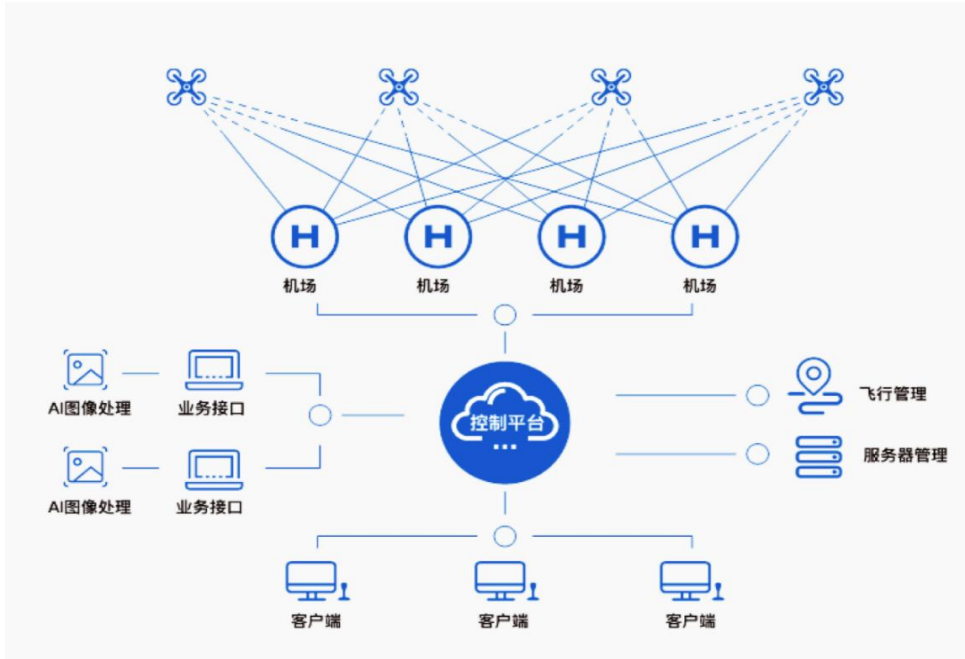 H
H
H
H
机场
机场
机场
机场
AI图像处理
业务接口
控制平台
飞行管理
服务器管理
AI图像处理
业务接口
客户端
客户端
客户端